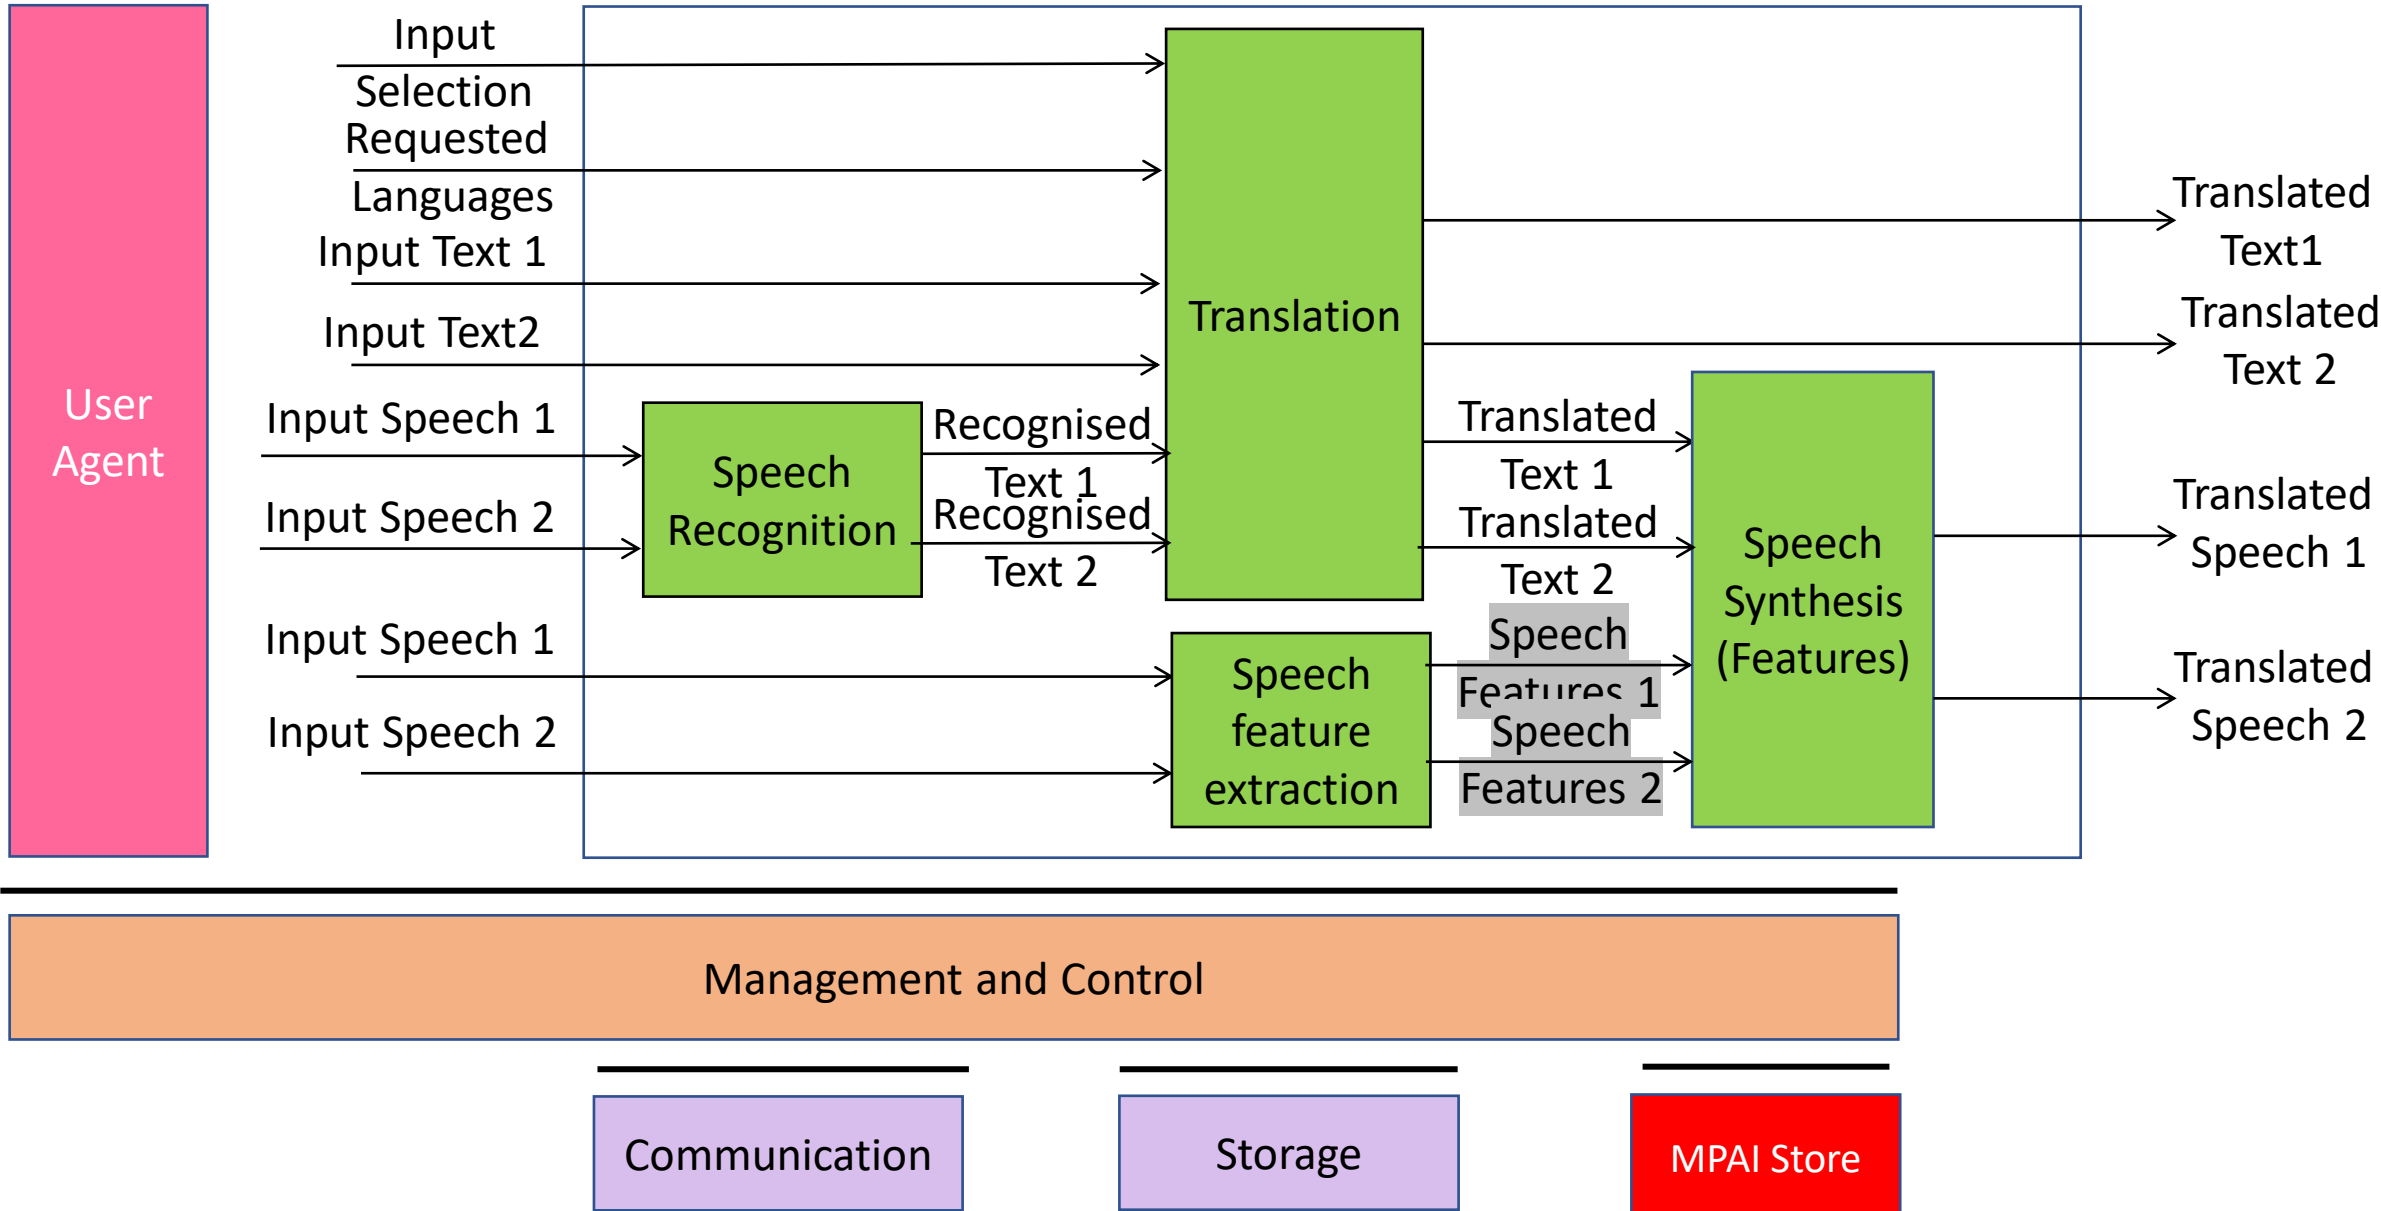 Input
Selection
Requested
Languages
Input Text 1
Input Text2
Input Speech 1
Input Speech 2
Input Speech 1
Input Speech 2
User
Agent
Speech
Recognition
Recognised
Text 1
Recognised
Text 2
Translation
Speech
feature
extraction
Translated
Text 1
Translated
Text 2
Speech
Features 1
Speech
Features 2
Speech
Synthesis
(Features)
Translated
Text1
Translated
Text 2
Translated
Speech 1
Translated
Speech 2
Management and Control
Communication
Storage
MPAI Store